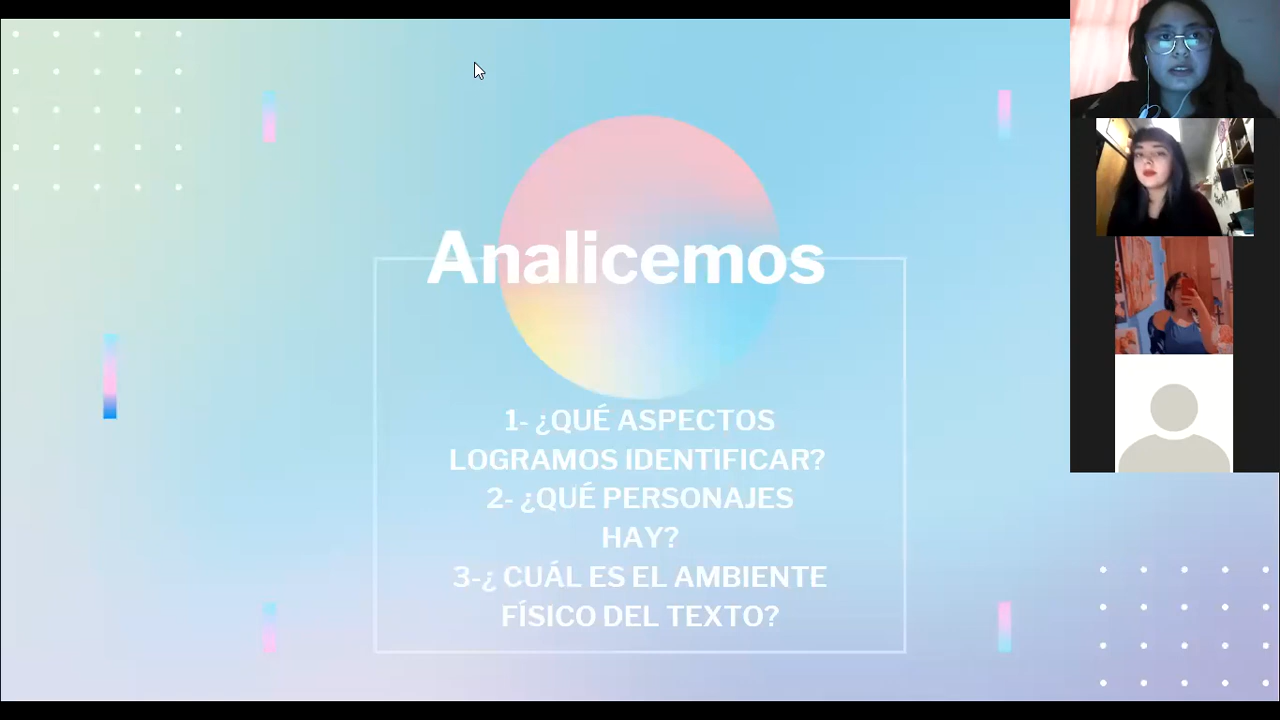 Analicemos
1- ¿QUÉ ASPECTOS
LOGRAMOS IDENTIFICAR?
2- ¿QUÉ PERSONAJES
HAY?
3-¿ CUÁL ES EL AMBIENTE
FÍSICO DEL TEXTO?